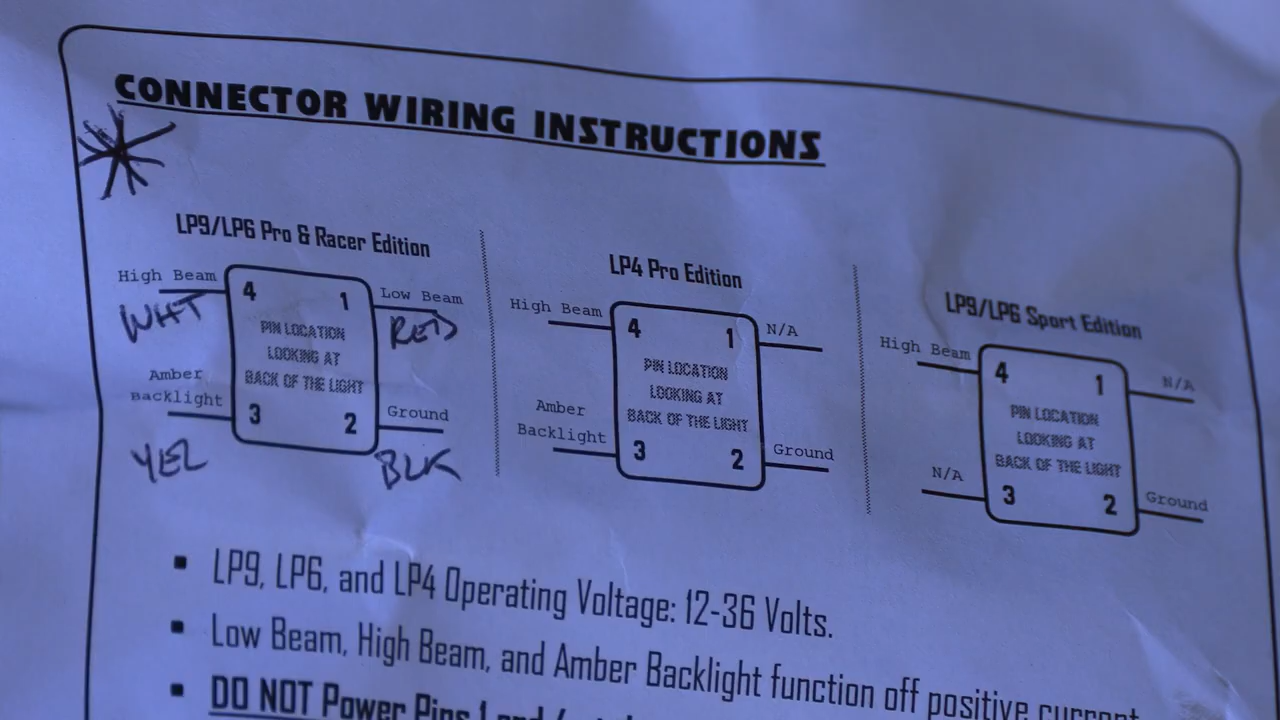 CONNECTOR WIRING INSTRUCTIONS
LP9/LP6 Pro & Racer Edition
High Beam
WHT
4
1
Low Beam
RED
PIN LOCATION
LOOKING AT
BACK OF THE LIGHT
Amber
Backlight
YEL
3
2
Ground
BLK
LP4 Pro Edition
High Beam
4
1
N/A
PIN LOCATION
LOOKING AT
BACK OF THE LIGHT
Amber
Backlight
3
2
Ground
LP9/LP6 Sport Edition
High Beam
4
1
N/A
PIN LOCATION
LOOKING AT
BACK OF THE LIGHT
N/A
3
2
Ground
▪ LP9, LP6, and LP4 Operating Voltage: 12-36 Volts.
▪ Low Beam, High Beam, and Amber Backlight function off positive current
▪ DO NOT Power Pins 1 and